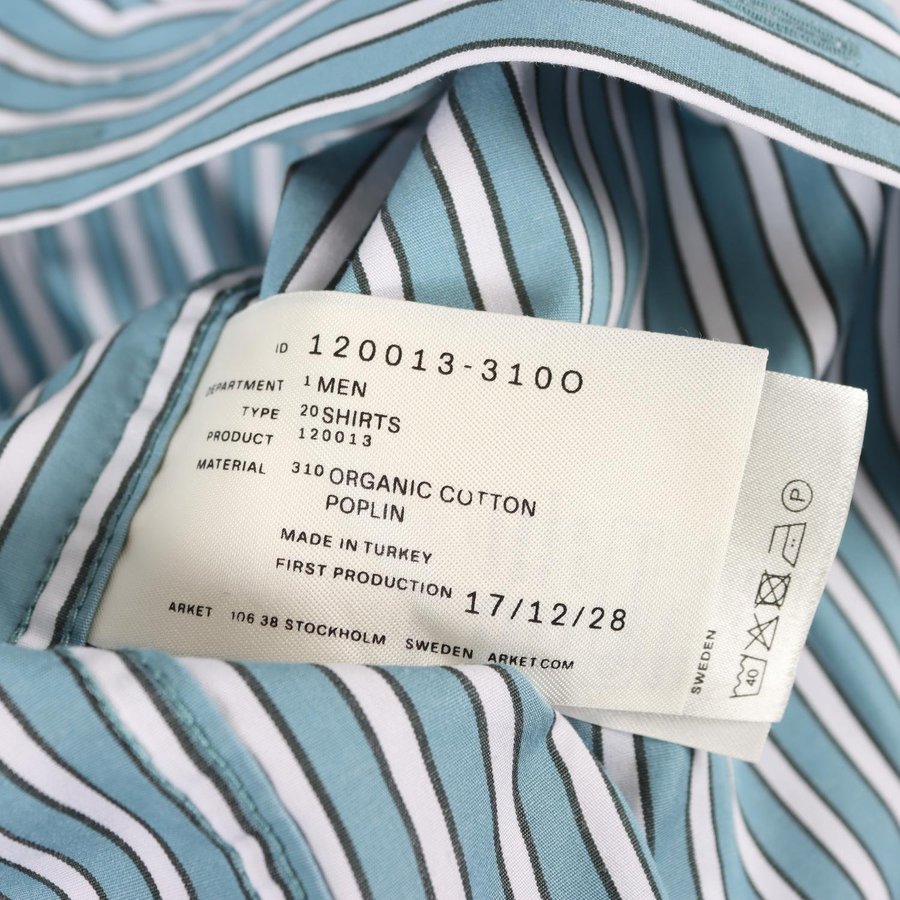 ID 120013-310O
DEPARTMENT 1 MEN
TYPE 20 SHIRTS
PRODUCT 120013
MATERIAL 310 ORGANIC COTTON
POPLIN
MADE IN TURKEY
FIRST PRODUCTION 17/12/28
ARKET 106 38 STOCKHOLM SWEDEN ARKET.COM
SWEDEN
40
P